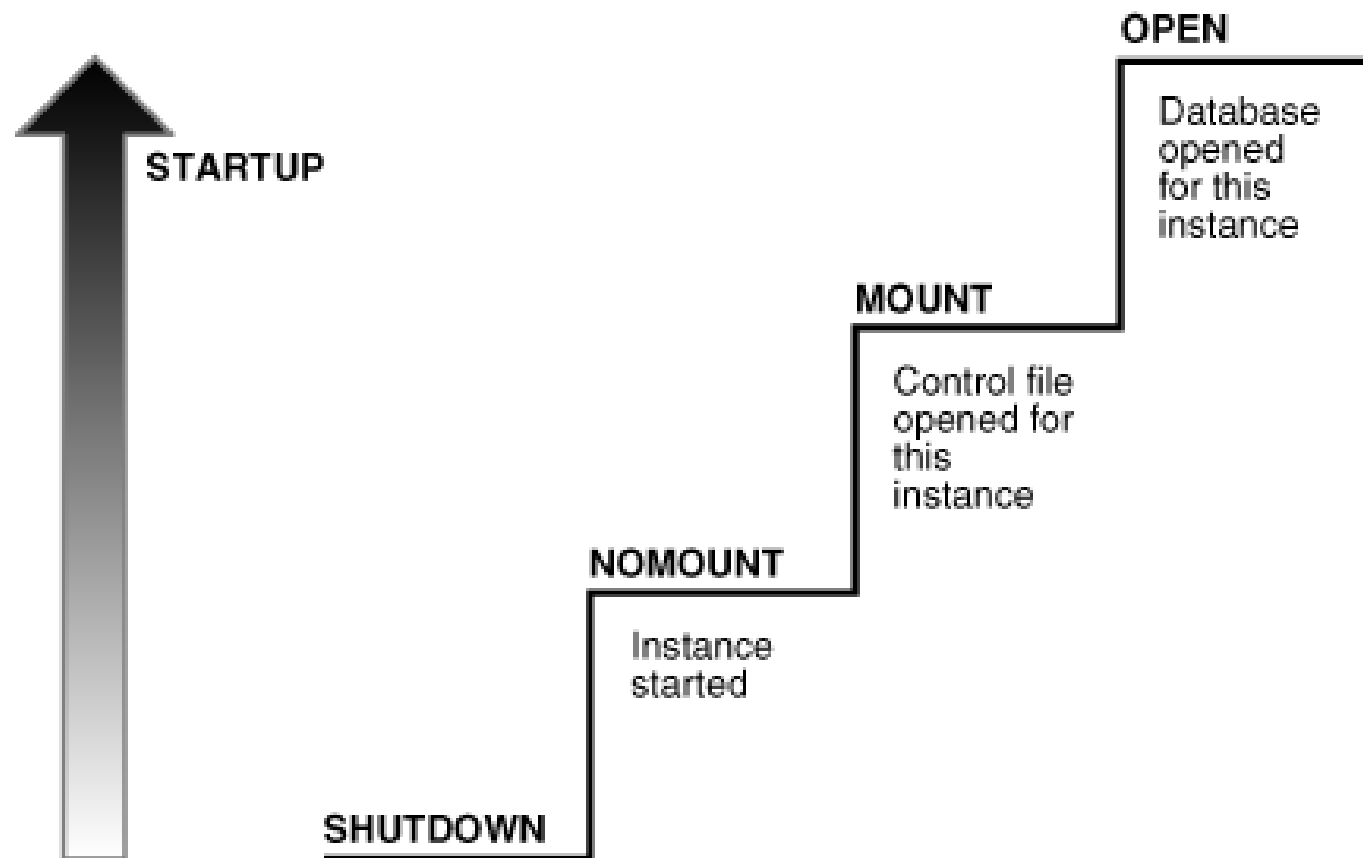 OPEN
Database
opened
for this
instance
STARTUP
MOUNT
Control file
opened for
this
instance
NOMOUNT
Instance
started
SHUTDOWN